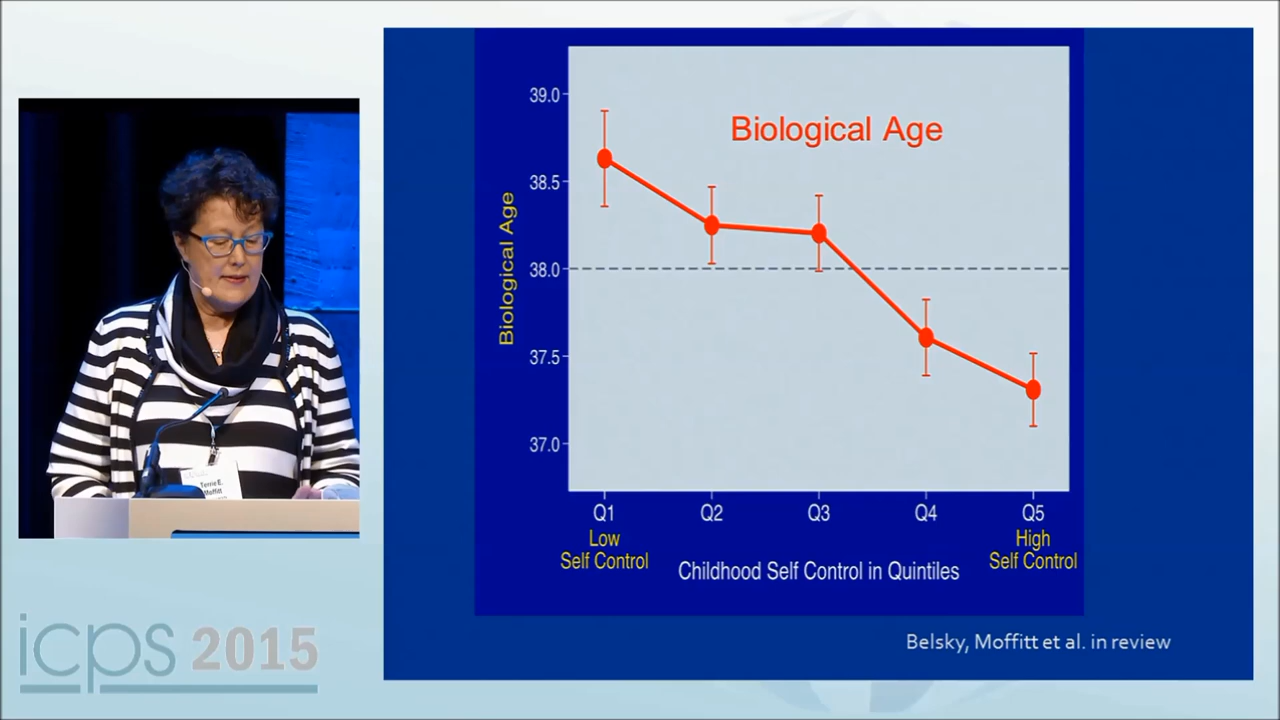 Terrie E.
Moffitt
icps 2015
39.0
38.5
38.0
37.5
37.0
Biological Age
Biological Age
Q1
Q2
Q3
Q4
Q5
Low
Self Control
High
Self Control
Childhood Self Control in Quintiles
Belsky, Moffitt et al. in review